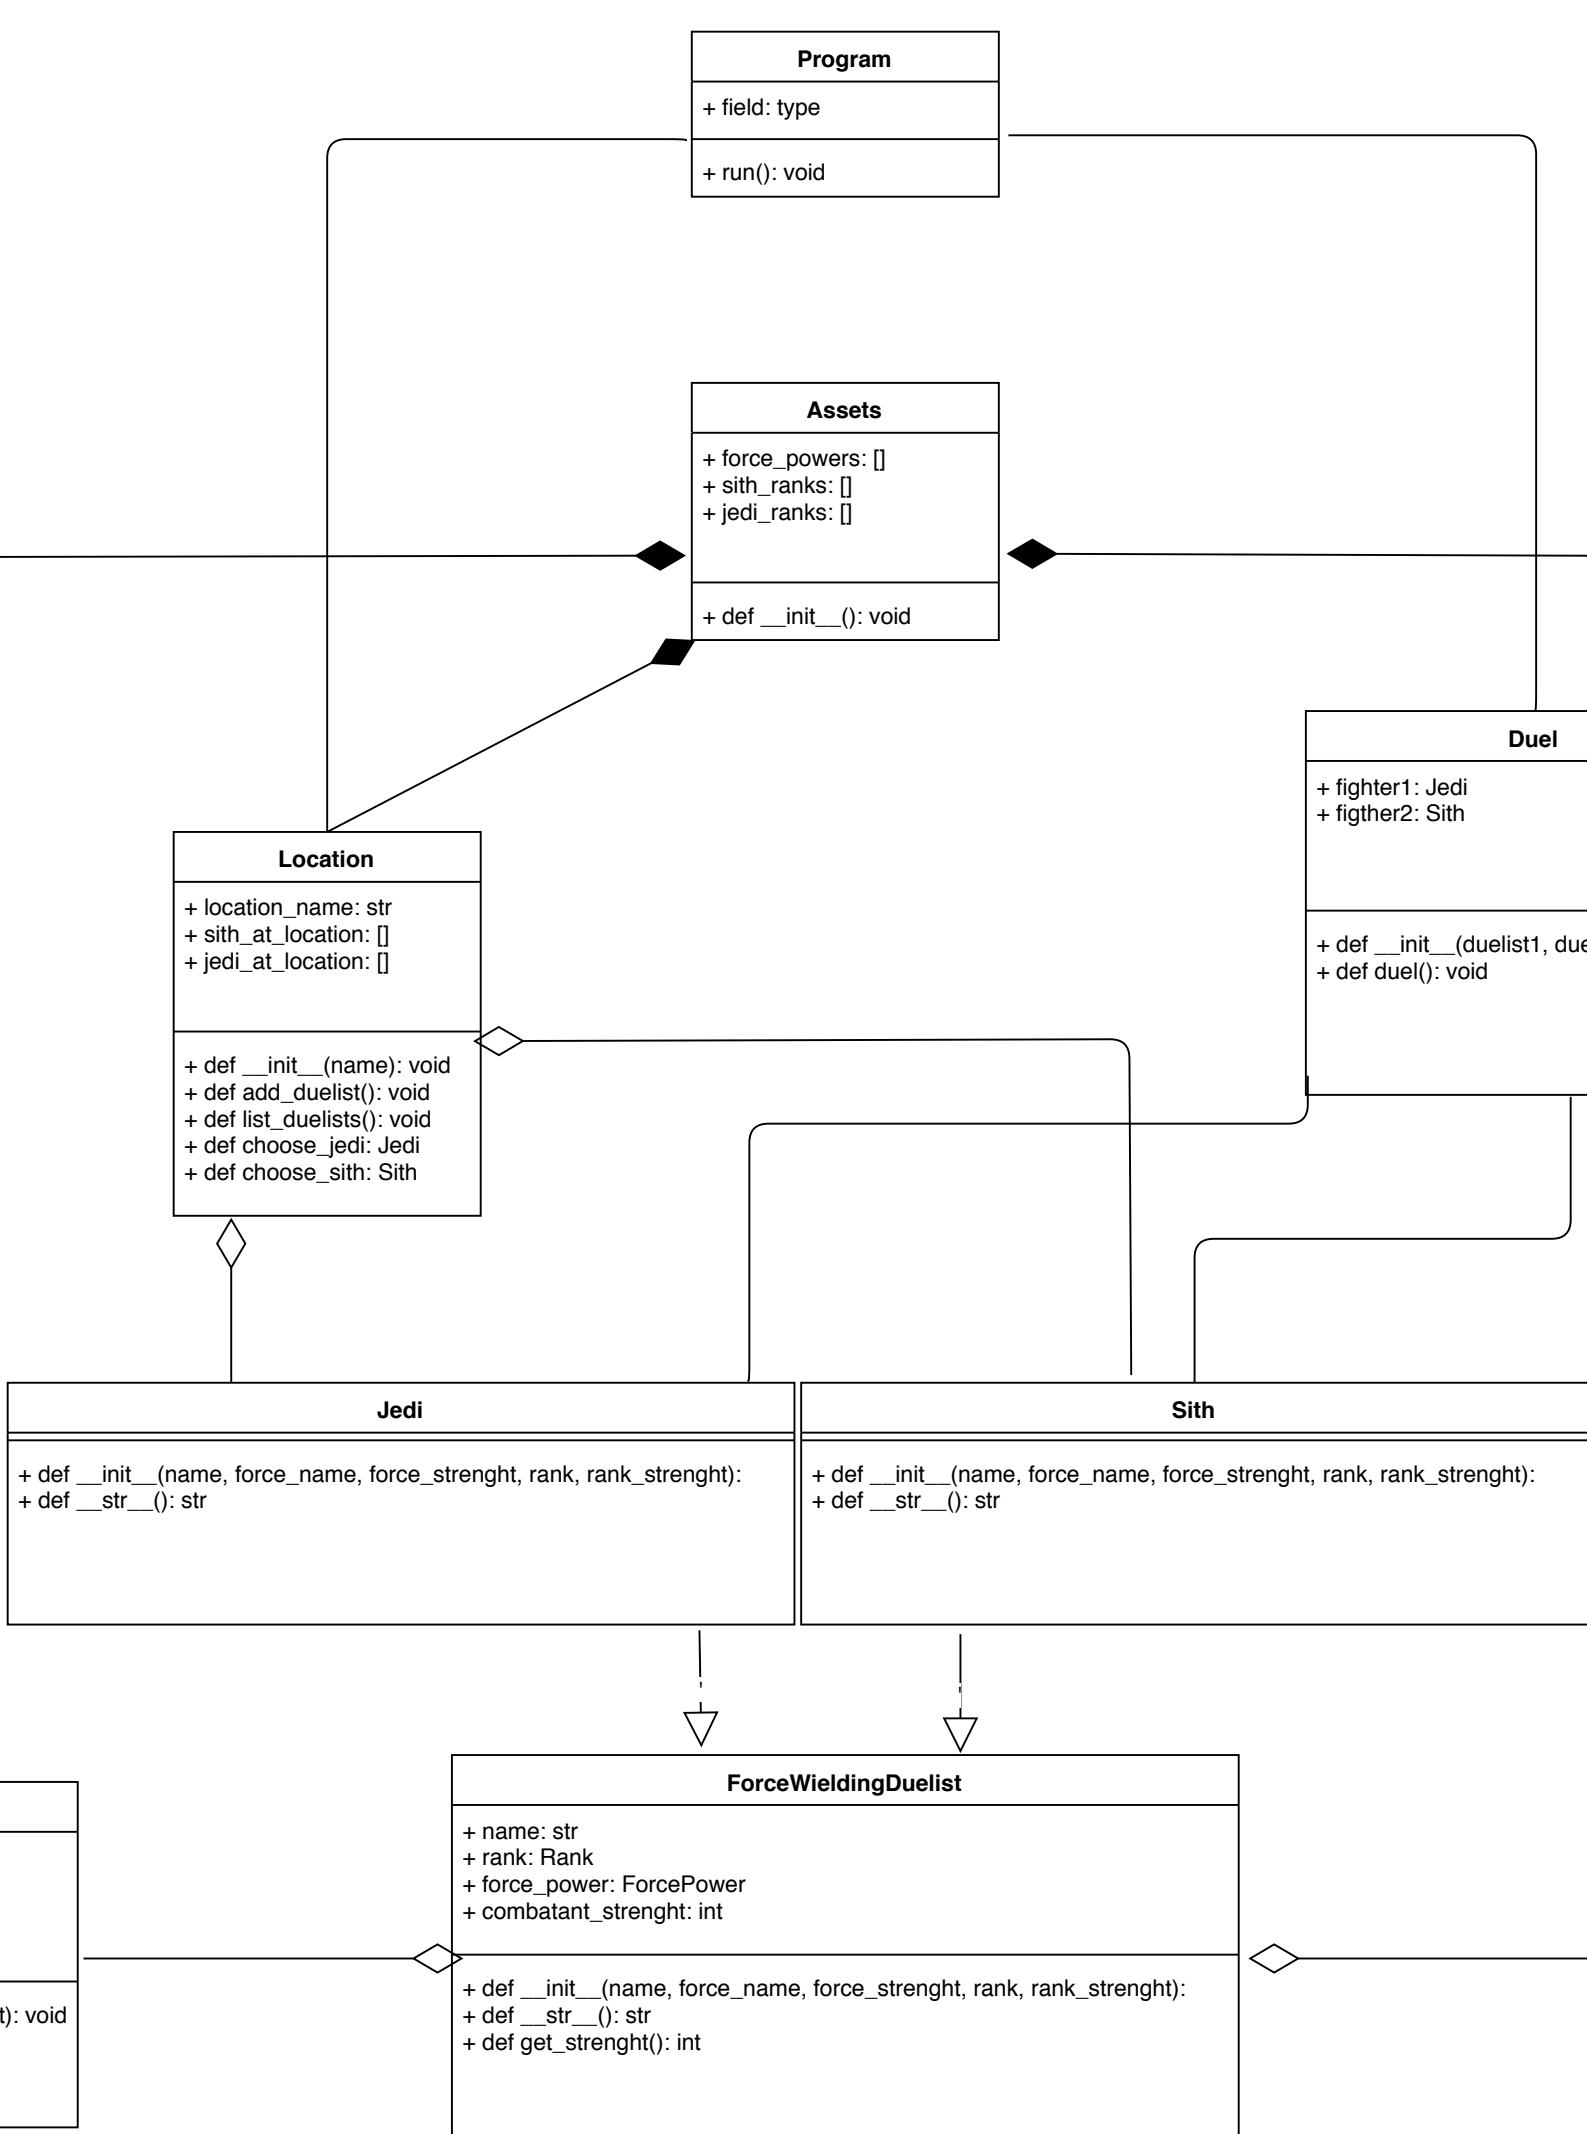 Program
+ field: type
+ run(): void
Assets
+ force_powers: []
+ sith_ranks: []
+ jedi_ranks: []
+ def __init__(): void
Duel
+ fighter1: Jedi
+ figther2: Sith
+ def __init__(duelist1, due
+ def duel(): void
Location
+ location_name: str
+ sith_at_location: []
+ jedi_at_location: []
+ def __init__(name): void
+ def add_duelist(): void
+ def list_duelists(): void
+ def choose_jedi: Jedi
+ def choose_sith: Sith
Jedi
+ def __init__(name, force_name, force_strenght, rank, rank_strenght):
+ def __str__(): str
Sith
+ def __init__(name, force_name, force_strenght, rank, rank_strenght):
+ def __str__(): str
ForceWieldingDuelist
+ name: str
+ rank: Rank
+ force_power: ForcePower
+ combatant_strenght: int
+ def __init__(name, force_name, force_strenght, rank, rank_strenght):
+ def __str__(): str
+ def get_strenght(): int
t): void